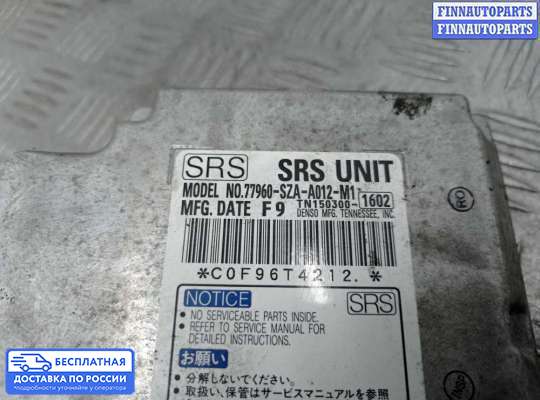 FINNAUTOPARTS
FINNAUTOPARTS
SRS
SRS UNIT
MODEL NO.77960-SZA-A012-M1
MFG. DATE F9 TN150300-1602
DENSO MFG. TENNESSEE, INC.
*C0F96T4212.*
NOTICE
SRS
• NO SERVICEABLE PARTS INSIDE.
• REFER TO SERVICE MANUAL FOR
DETAILED INSTRUCTIONS.
お願い
• 分解しないでください。
• 取扱い、保管はサービスマニュアルを参照
БЕСПЛАТНАЯ
ДОСТАВКА ПО РОССИИ
Подробности уточняйте у оператора